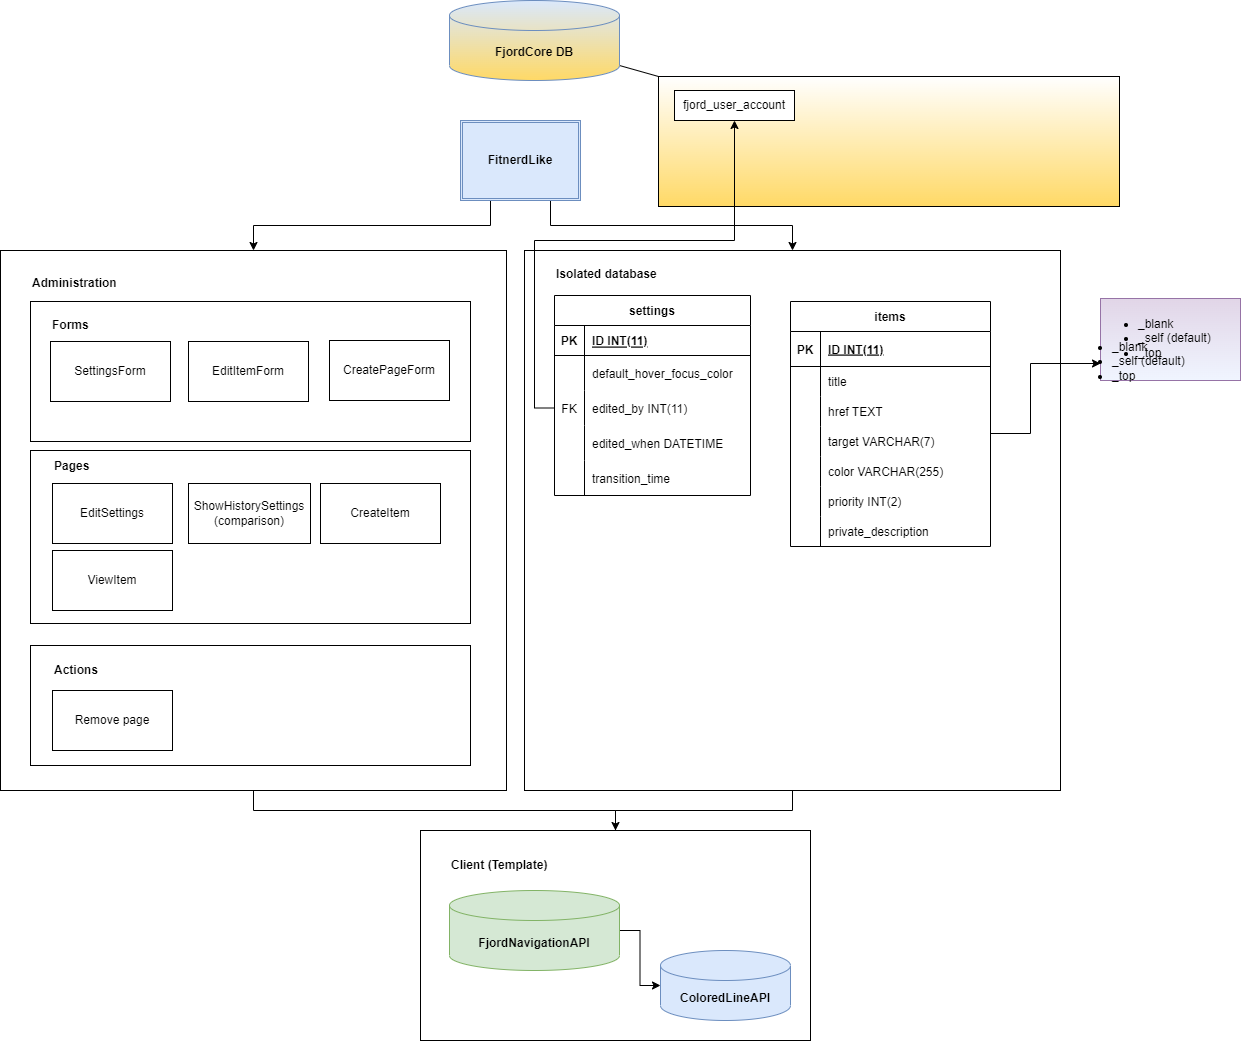 FjordCore DB
fjord_user_account
FitnerdLike
Administration
Forms
SettingsForm
EditItemForm
CreatePageForm
Pages
EditSettings
ShowHistorySettings
(comparison)
CreateItem
ViewItem
Actions
Remove page
Isolated database
settings
PK ID INT(11)
default_hover_focus_color
FK edited_by INT(11)
edited_when DATETIME
transition_time
items
PK ID INT(11)
title
href TEXT
target VARCHAR(7)
color VARCHAR(255)
priority INT(2)
private_description
_blank
_self (default)
_top
_blank
_self (default)
_top
Client (Template)
FjordNavigationAPI
ColoredLineAPI